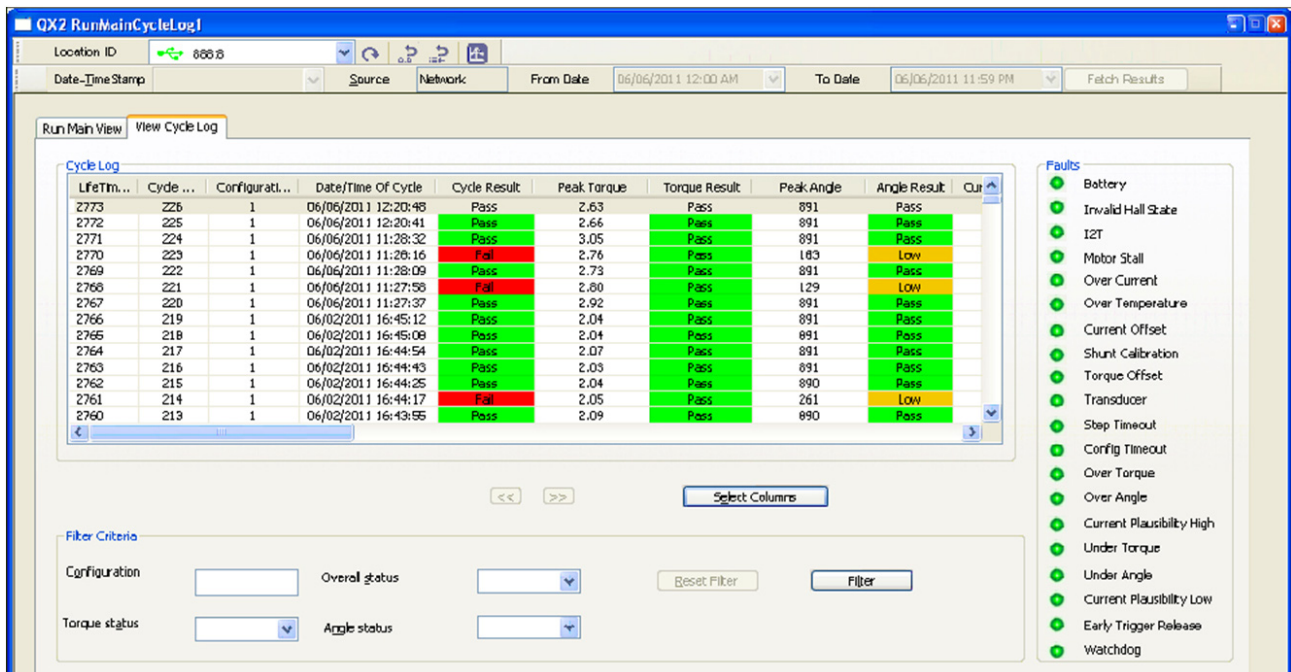 QX2 RunMainCycleLog1
Location ID 888.8
Date-Time Stamp Source Network From Date 06/06/2011 12:00 AM To Date 06/06/2011 11:59 PM Fetch Results
Run Main View View Cycle Log
Cycle Log
LifeTim... Cycle ... Configurati... Date/Time Of Cycle Cycle Result Peak Torque Torque Result Peak Angle Angle Result Cur
2773 226 1 06/06/2011 12:20:48 Pass 2.63 Pass 891 Pass
2772 225 1 06/06/2011 12:20:41 Pass 2.66 Pass 891 Pass
2771 224 1 06/06/2011 11:28:32 Pass 3.05 Pass 891 Pass
2770 223 1 06/06/2011 11:28:16 Fail 2.76 Pass 183 Low
2769 222 1 06/06/2011 11:28:09 Pass 2.73 Pass 891 Pass
2768 221 1 06/06/2011 11:27:58 Fail 2.80 Pass 129 Low
2767 220 1 06/06/2011 11:27:37 Pass 2.92 Pass 891 Pass
2766 219 1 06/02/2011 16:45:12 Pass 2.04 Pass 891 Pass
2765 218 1 06/02/2011 16:45:08 Pass 2.04 Pass 891 Pass
2764 217 1 06/02/2011 16:44:54 Pass 2.07 Pass 891 Pass
2763 216 1 06/02/2011 16:44:43 Pass 2.03 Pass 891 Pass
2762 215 1 06/02/2011 16:44:25 Pass 2.04 Pass 890 Pass
2761 214 1 06/02/2011 16:44:17 Fail 2.05 Pass 261 Low
2760 213 1 06/02/2011 16:43:55 Pass 2.09 Pass 890 Pass
<< >> Select Columns
Filter Criteria
Configuration Overall status Reset Filter Filter
Torque status Angle status
Faults
Battery
Invalid Hall State
I2T
Motor Stall
Over Current
Over Temperature
Current Offset
Shunt Calibration
Torque Offset
Transducer
Step Timeout
Config Timeout
Over Torque
Over Angle
Current Plausibility High
Under Torque
Under Angle
Current Plausibility Low
Early Trigger Release
Watchdog